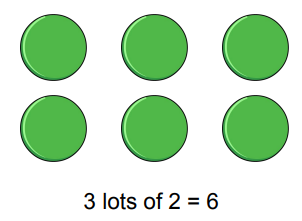 3 lots of 2 = 6